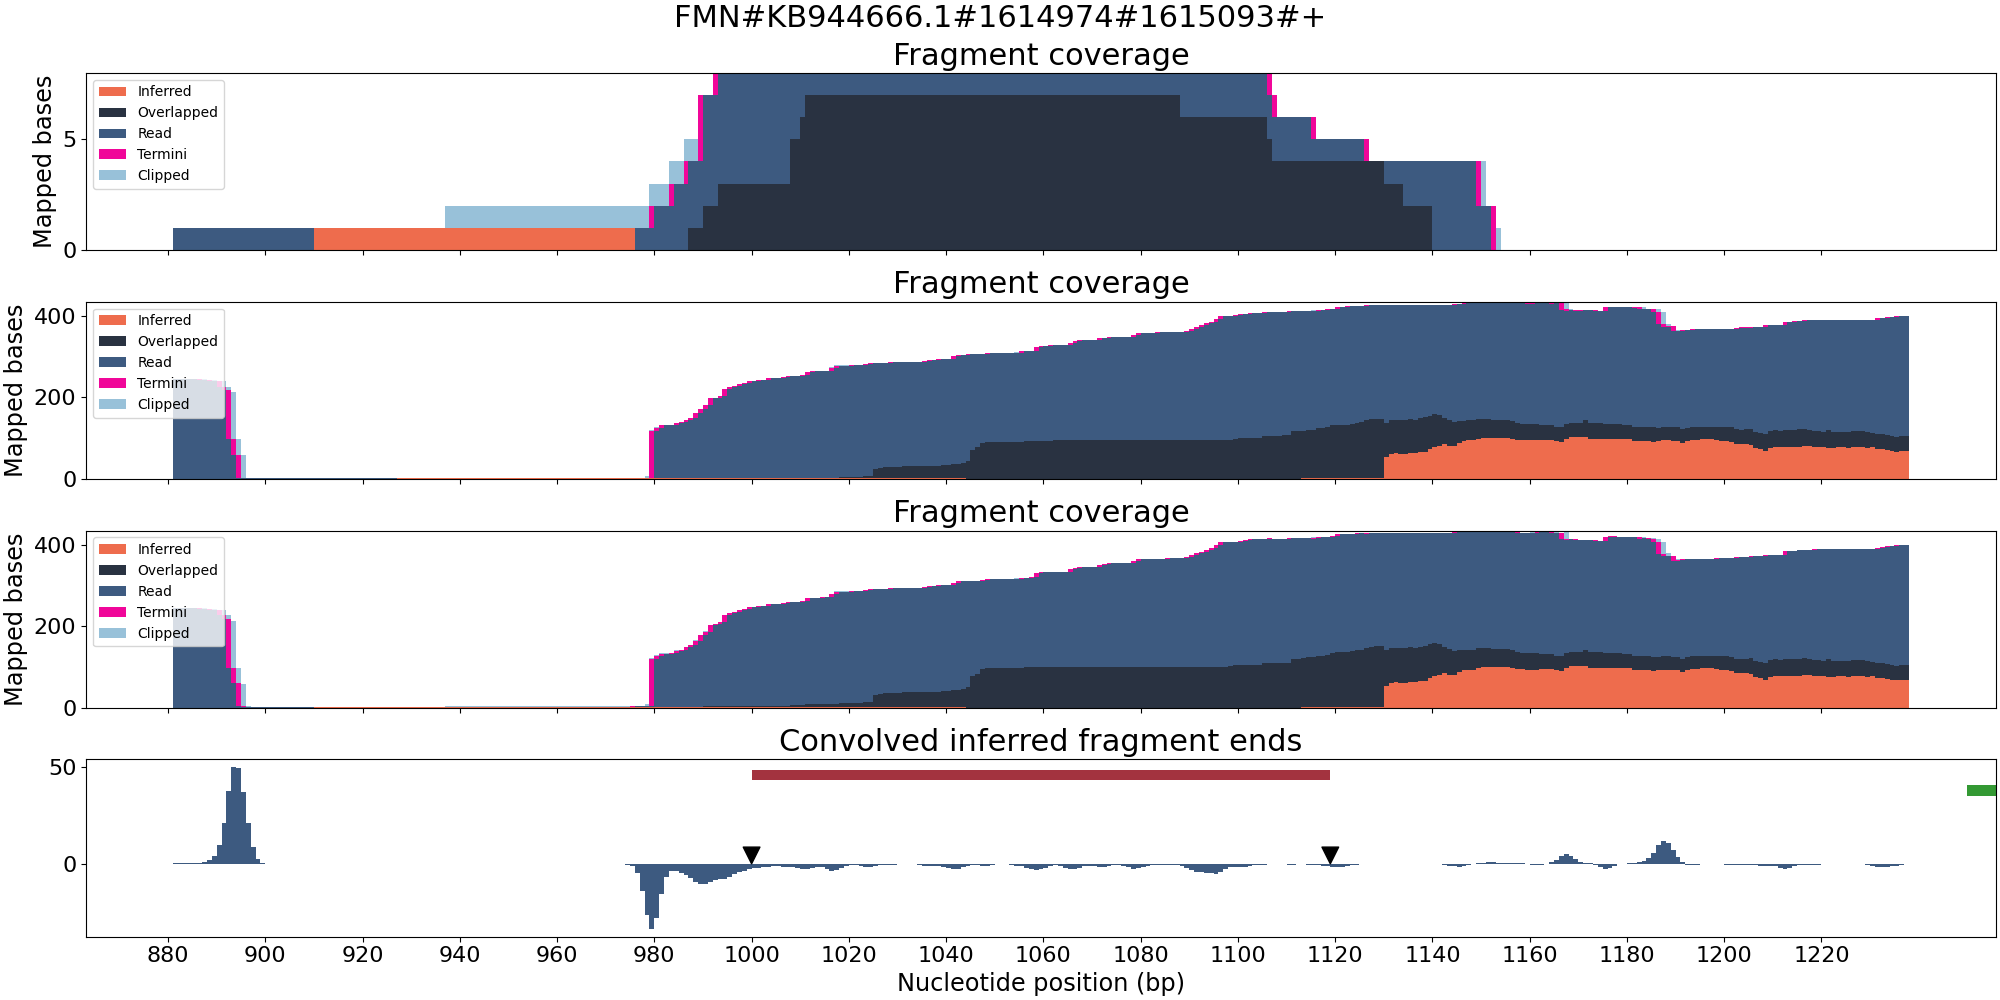 FMN#KB944666.1#1614974#1615093#+
Fragment coverage
Mapped bases
5
0
Inferred
Overlapped
Read
Termini
Clipped
Fragment coverage
Mapped bases
400
200
0
Inferred
Overlapped
Read
Termini
Clipped
Fragment coverage
Mapped bases
400
200
0
Inferred
Overlapped
Read
Termini
Clipped
Convolved inferred fragment ends
50
0
880 900 920 940 960 980 1000 1020 1040 1060 1080 1100 1120 1140 1160 1180 1200 1220
Nucleotide position (bp)